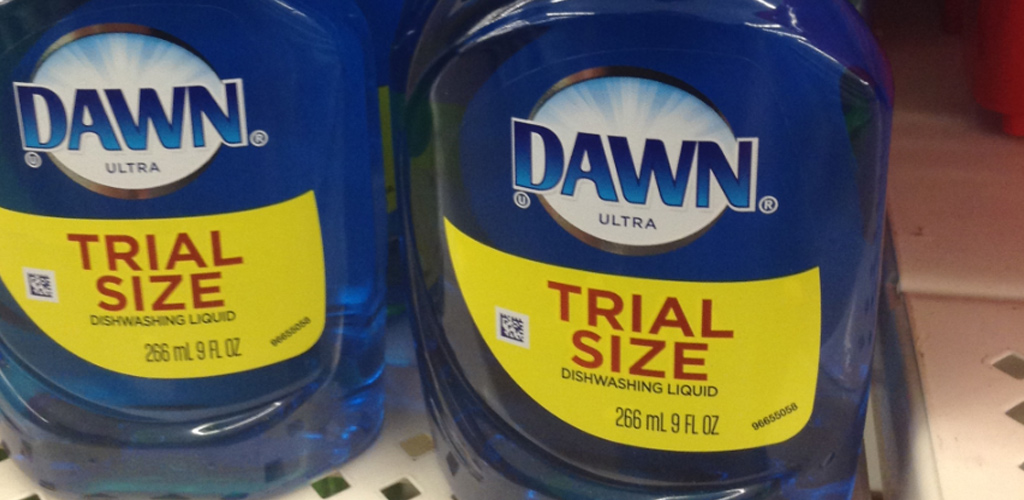 DAWN®
U
ULTRA
TRIAL
SIZE
DISHWASHING LIQUID
266 mL 9 FL OZ
96655058
DAWN®
U
ULTRA
TRIAL
SIZE
DISHWASHING LIQUID
266 mL 9 FL OZ
96655058